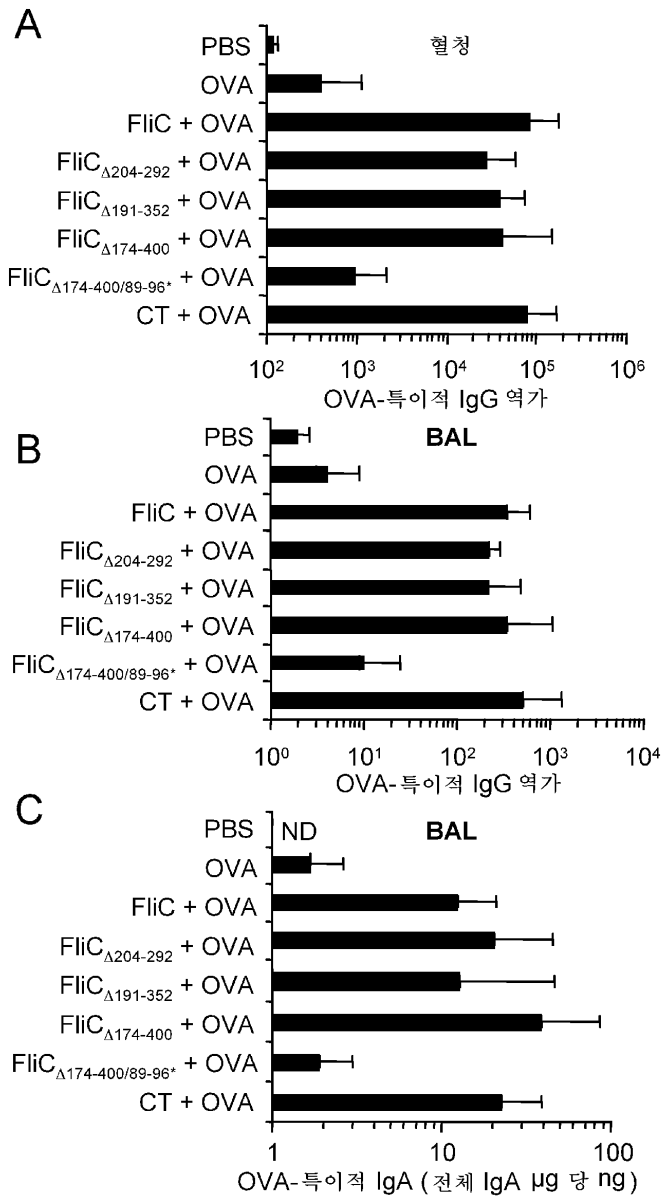 A
혈청
PBS
OVA
FliC + OVA
FliCΔ204-292 + OVA
FliCΔ191-352 + OVA
FliCΔ174-400 + OVA
FliCΔ174-400/89-96* + OVA
CT + OVA
10² 10³ 10⁴ 10⁵ 10⁶
OVA-특이적 IgG 역가
B
BAL
PBS
OVA
FliC + OVA
FliCΔ204-292 + OVA
FliCΔ191-352 + OVA
FliCΔ174-400 + OVA
FliCΔ174-400/89-96* + OVA
CT + OVA
10⁰ 10¹ 10² 10³ 10⁴
OVA-특이적 IgG 역가
C
PBS ND BAL
OVA
FliC + OVA
FliCΔ204-292 + OVA
FliCΔ191-352 + OVA
FliCΔ174-400 + OVA
FliCΔ174-400/89-96* + OVA
CT + OVA
1 10 100
OVA-특이적 IgA (전체 IgA µg 당 ng)